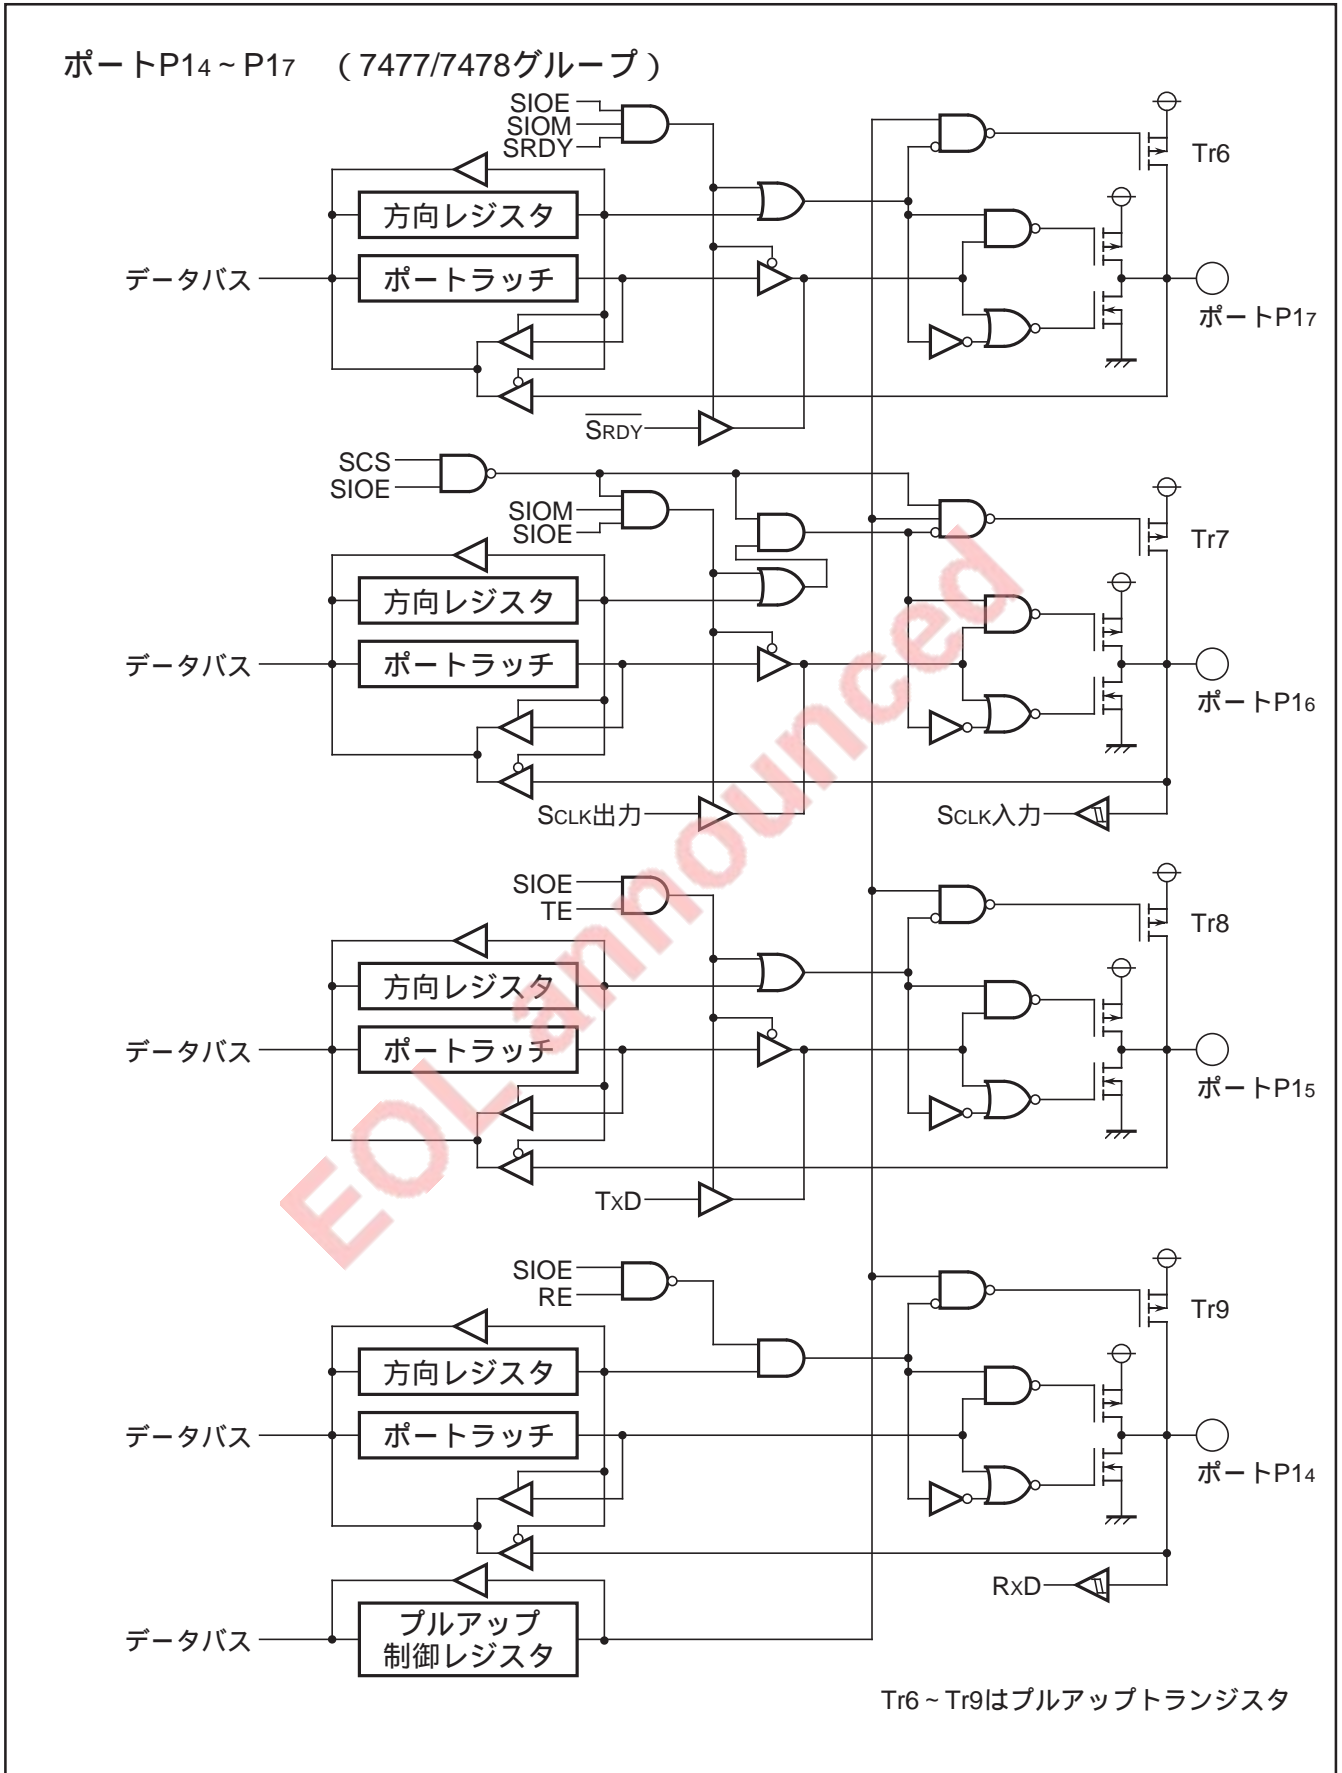 ポートP14～P17　（7477/7478グループ）
SIOE
SIOM
SRDY
Tr6
方向レジスタ
データバス
ポートラッチ
ポートP17
SRDY
SCS
SIOE
SIOM
SIOE
Tr7
方向レジスタ
データバス
ポートラッチ
ポートP16
SCLK出力
SCLK入力
SIOE
TE
Tr8
方向レジスタ
データバス
ポートラッチ
ポートP15
TXD
SIOE
RE
Tr9
方向レジスタ
データバス
ポートラッチ
ポートP14
RXD
データバス
プルアップ
制御レジスタ
Tr6～Tr9はプルアップトランジスタ
EOL announced